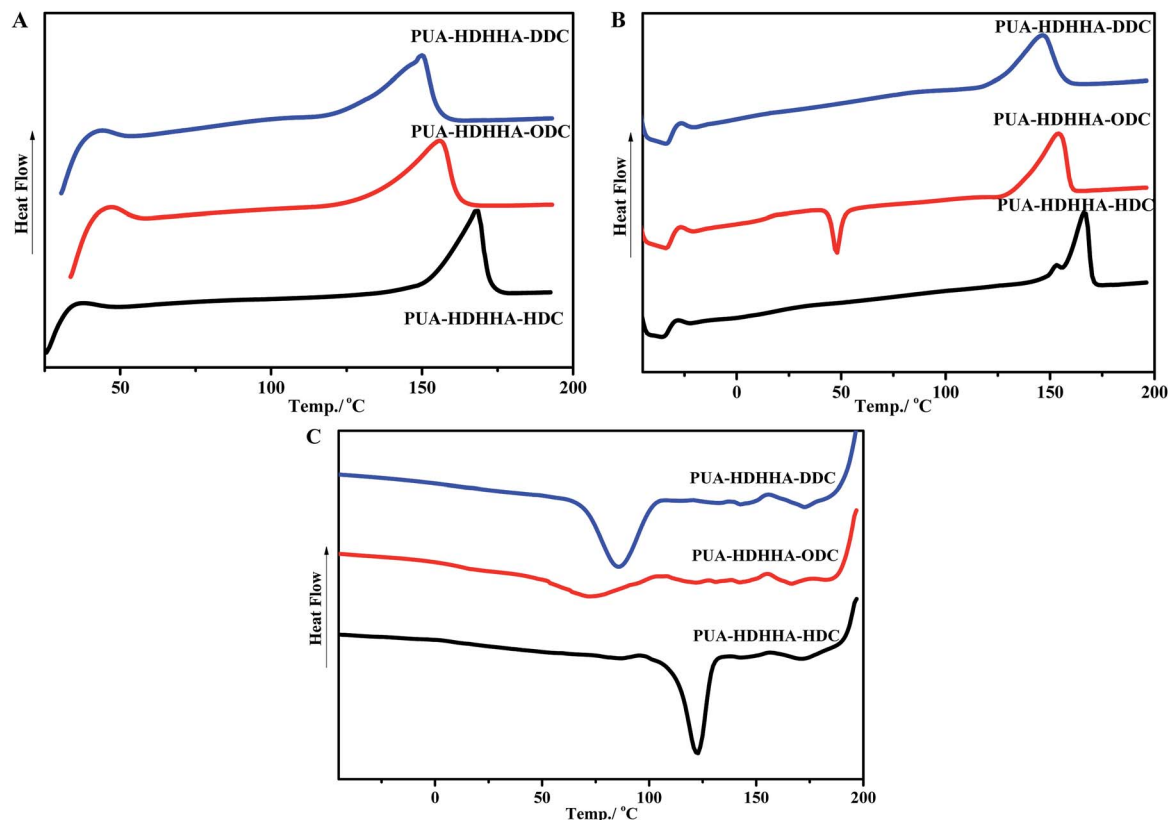 A
PUA-HDHHA-DDC
PUA-HDHHA-ODC
PUA-HDHHA-HDC
Heat Flow
50
100
150
200
Temp./ °C
B
PUA-HDHHA-DDC
PUA-HDHHA-ODC
PUA-HDHHA-HDC
Heat Flow
0
50
100
150
200
Temp./ °C
C
PUA-HDHHA-DDC
PUA-HDHHA-ODC
PUA-HDHHA-HDC
Heat Flow
0
50
100
150
200
Temp./ °C